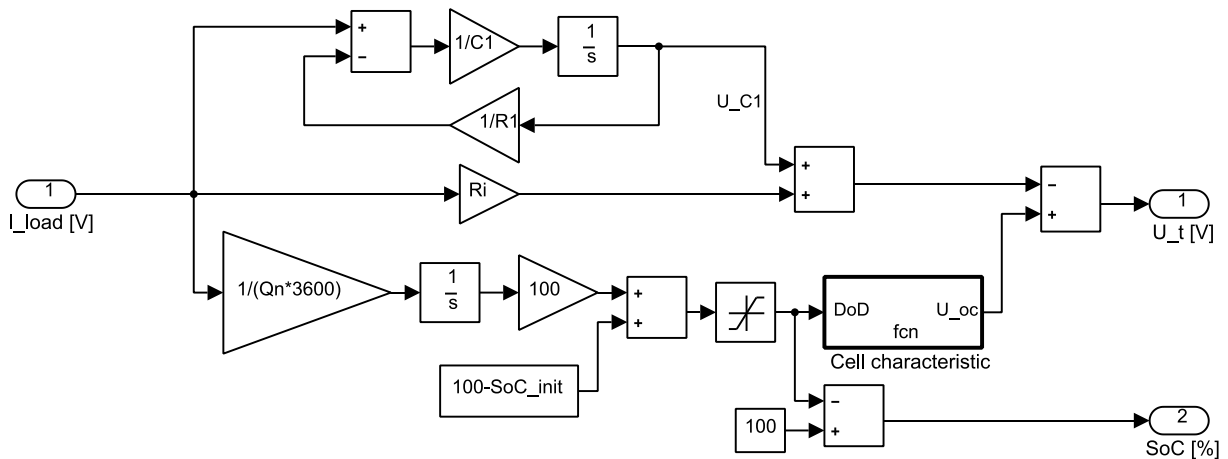 +
−
1/C1
1
s
1/R1
U_C1
1
I_load [V]
Ri
+
+
−
+
1
U_t [V]
1/(Qn*3600)
1
s
100
+
+
DoD
U_oc
fcn
Cell characteristic
100-SoC_init
100
−
+
2
SoC [%]